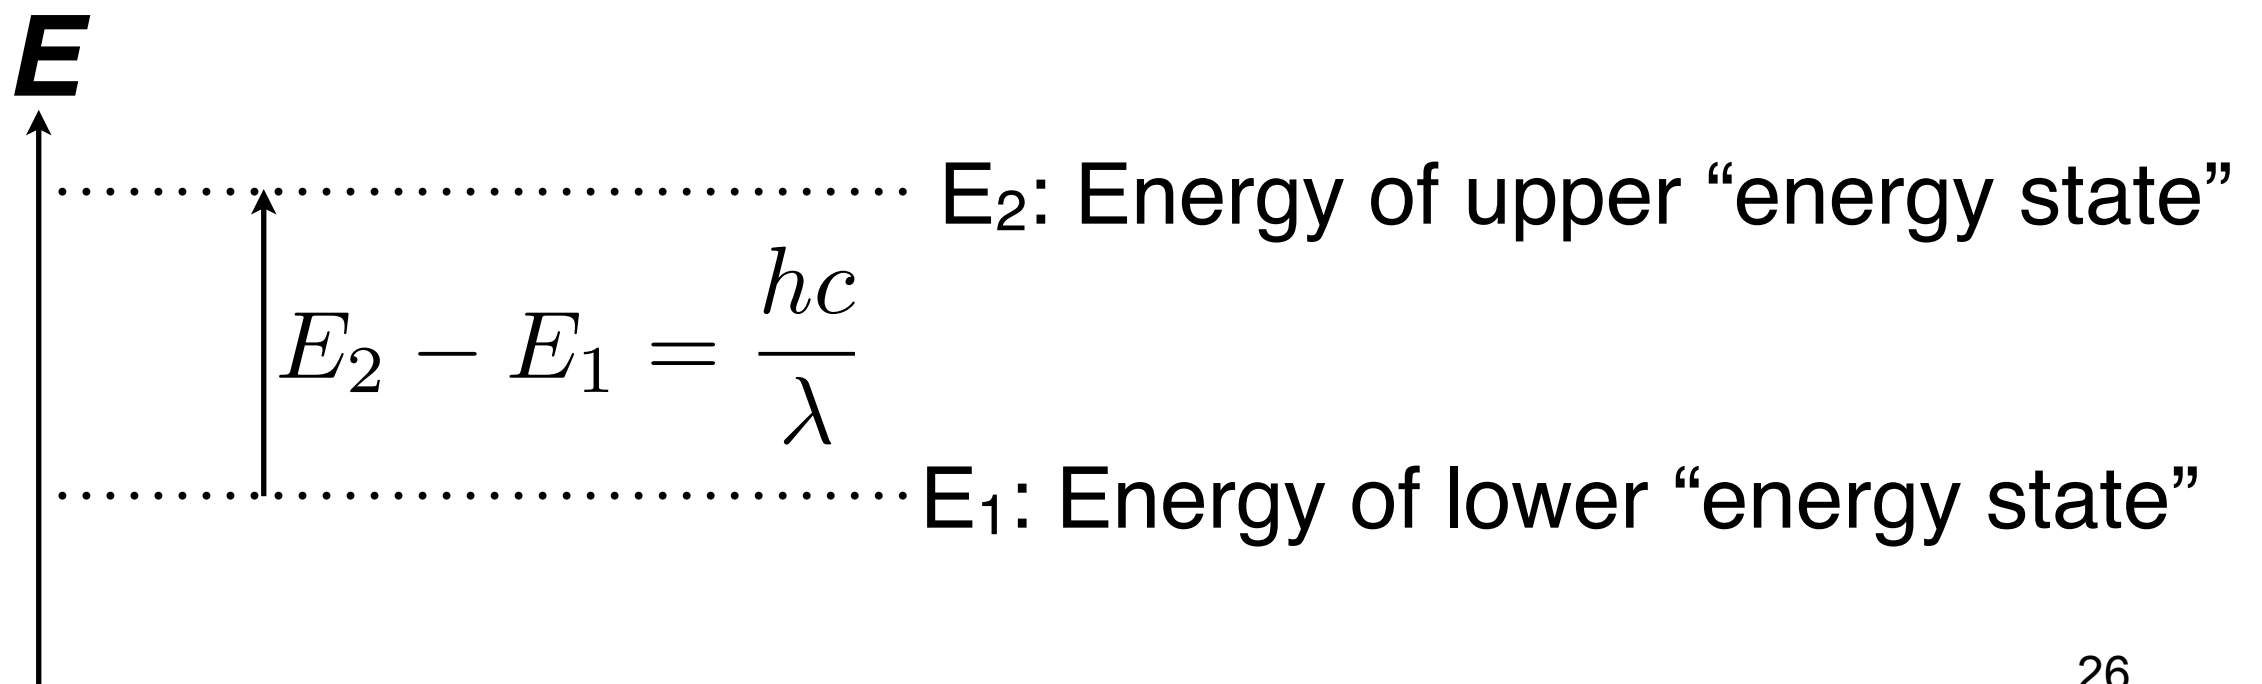 E
E₂: Energy of upper “energy state”
E₂ − E₁ = hc/λ
E₁: Energy of lower “energy state”
26